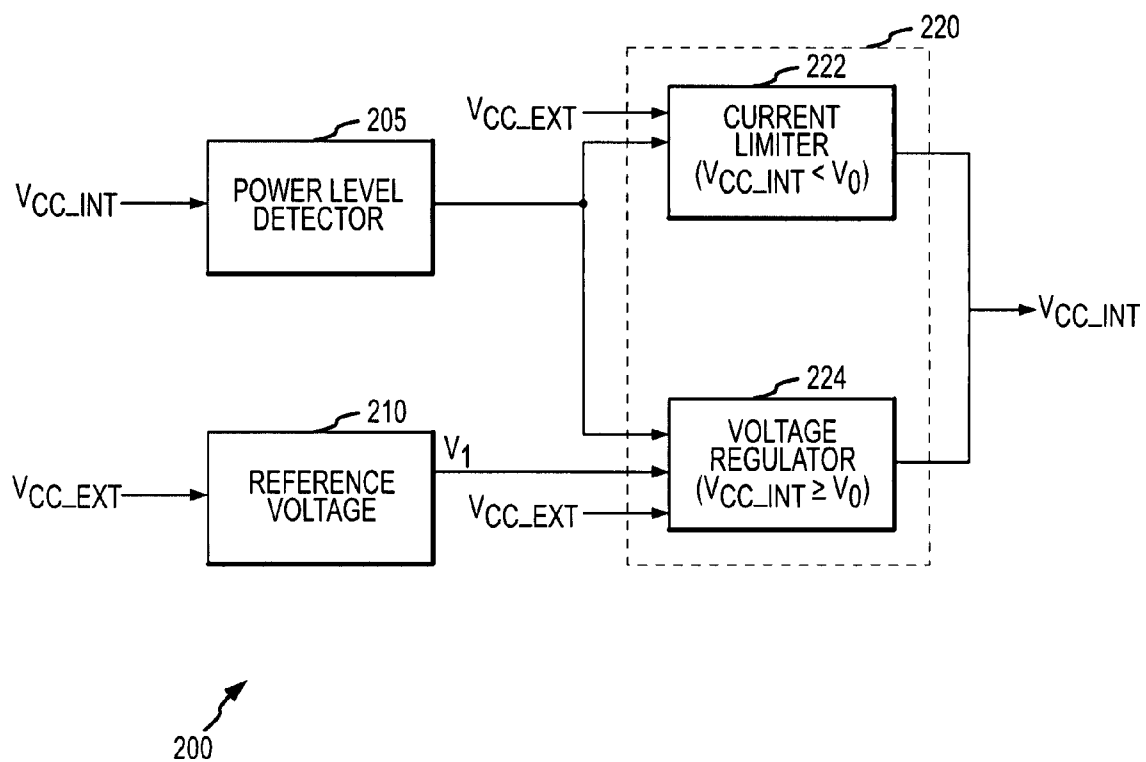 220
222
V_CC_EXT
CURRENT
LIMITER
(V_CC_INT < V_0)
205
V_CC_INT
POWER LEVEL
DETECTOR
V_CC_INT
224
210
V_1
VOLTAGE
REGULATOR
(V_CC_INT ≥ V_0)
V_CC_EXT
REFERENCE
VOLTAGE
V_CC_EXT
200